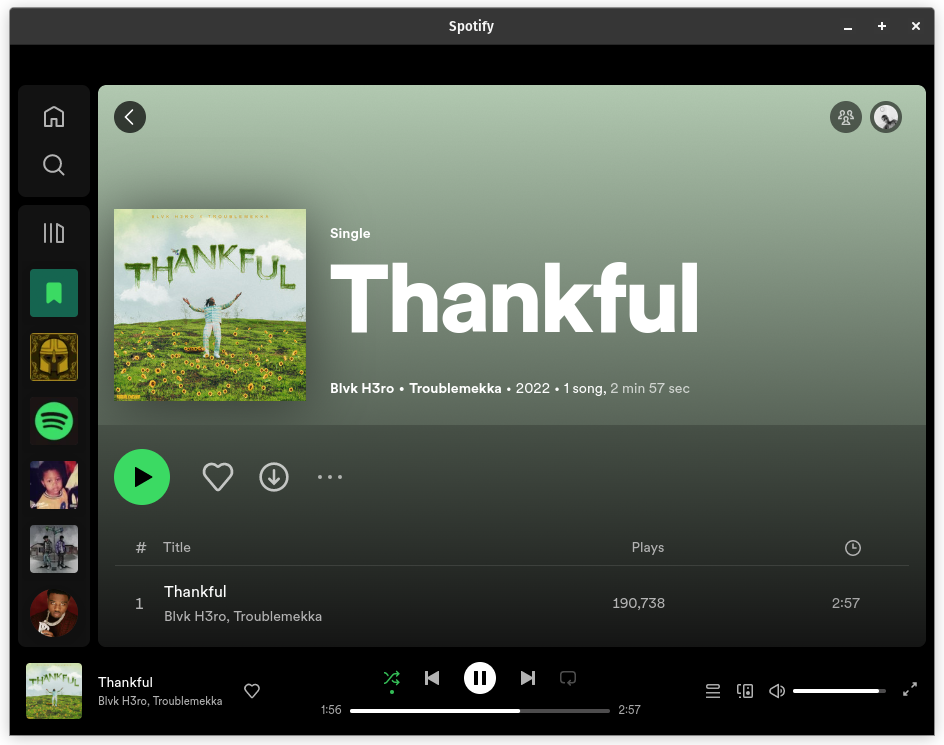 Spotify
BLVK H3RO X TROUBLEMEKKA
THANKFUL
Single
Thankful
Blvk H3ro • Troublemekka • 2022 • 1 song, 2 min 57 sec
# Title Plays
1 Thankful 190,738 2:57
Blvk H3ro, Troublemekka
THANKFUL
Thankful
Blvk H3ro, Troublemekka
1:56 2:57